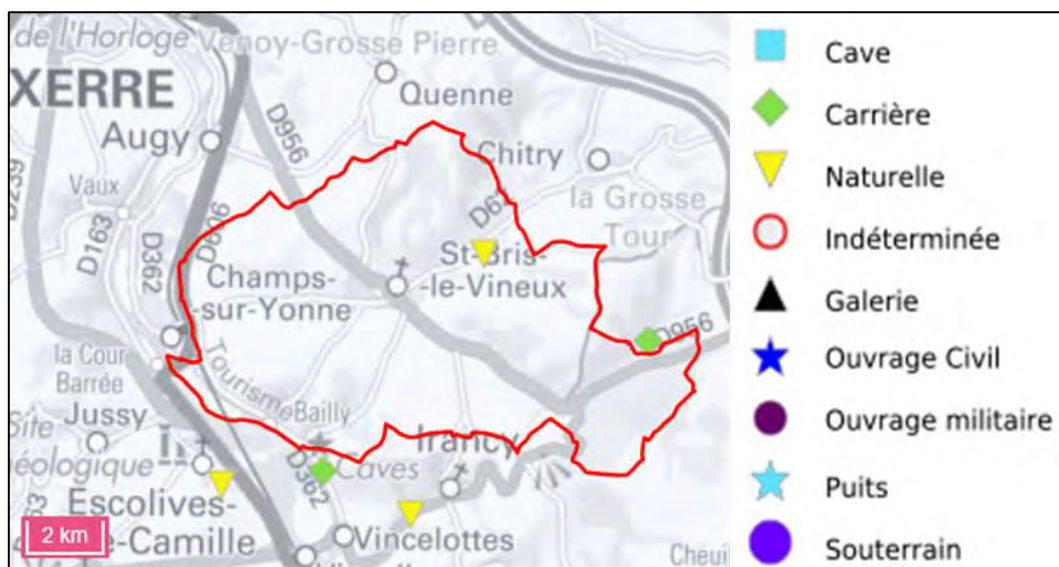 de l'Horloge
Venoy-Grosse Pierre
XERRE
Quenne
Augy
D956
Chitry
D239
Vaux
la Grosse
Tour
D163
D362
D606
D62
St-Bris-
-le-Vineux
Champs-
-sur-Yonne
D956
la Cour
Barrée
Tourisme
Bailly
Jussy
Site
Irancy
Caves
D362
Escolives-
e-Camille
Vincelottes
2 km
Cave
Carrière
Naturelle
Indéterminée
Galerie
Ouvrage Civil
Ouvrage militaire
Puits
Souterrain